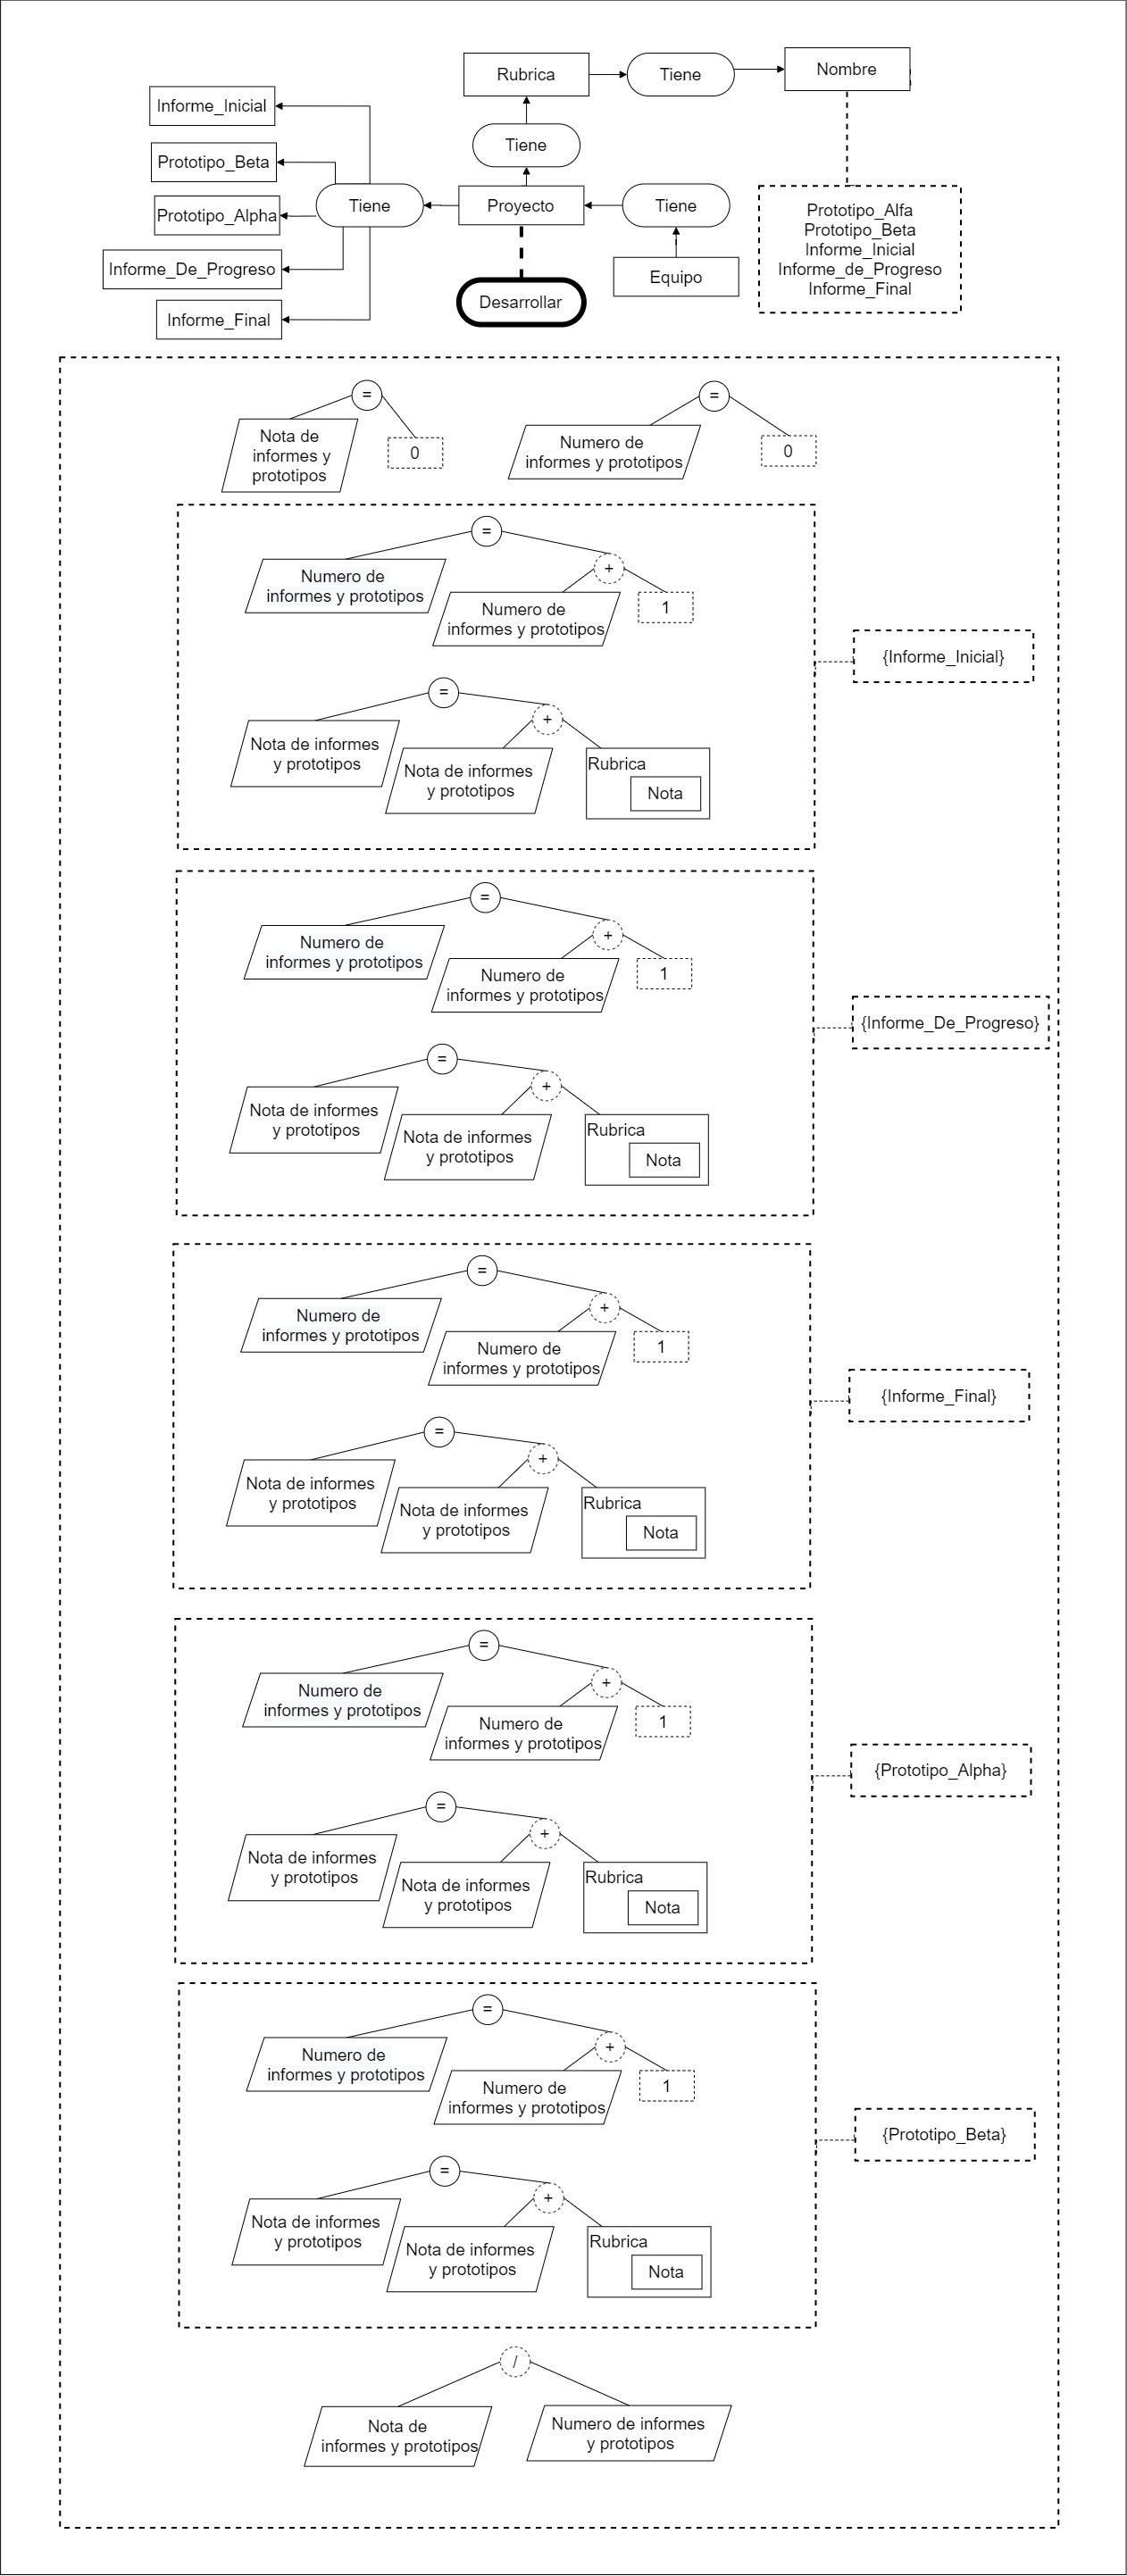 Rubrica
Tiene
Nombre
Informe_Inicial
Tiene
Prototipo_Beta
Prototipo_Alpha
Tiene
Proyecto
Tiene
Prototipo_Alfa
Prototipo_Beta
Informe_Inicial
Informe_de_Progreso
Informe_Final
Informe_De_Progreso
Equipo
Desarrollar
Informe_Final
=
Nota de
informes y
prototipos
0
=
Numero de
informes y prototipos
0
=
Numero de
informes y prototipos
+
Numero de
informes y prototipos
1
{Informe_Inicial}
=
Nota de informes
y prototipos
+
Nota de informes
y prototipos
Rubrica
Nota
=
Numero de
informes y prototipos
+
Numero de
informes y prototipos
1
{Informe_De_Progreso}
=
Nota de informes
y prototipos
+
Nota de informes
y prototipos
Rubrica
Nota
=
Numero de
informes y prototipos
+
Numero de
informes y prototipos
1
{Informe_Final}
=
Nota de informes
y prototipos
+
Nota de informes
y prototipos
Rubrica
Nota
=
Numero de
informes y prototipos
+
Numero de
informes y prototipos
1
{Prototipo_Alpha}
=
Nota de informes
y prototipos
+
Nota de informes
y prototipos
Rubrica
Nota
=
Numero de
informes y prototipos
+
Numero de
informes y prototipos
1
{Prototipo_Beta}
=
Nota de informes
y prototipos
+
Nota de informes
y prototipos
Rubrica
Nota
/
Nota de
informes y prototipos
Numero de informes
y prototipos